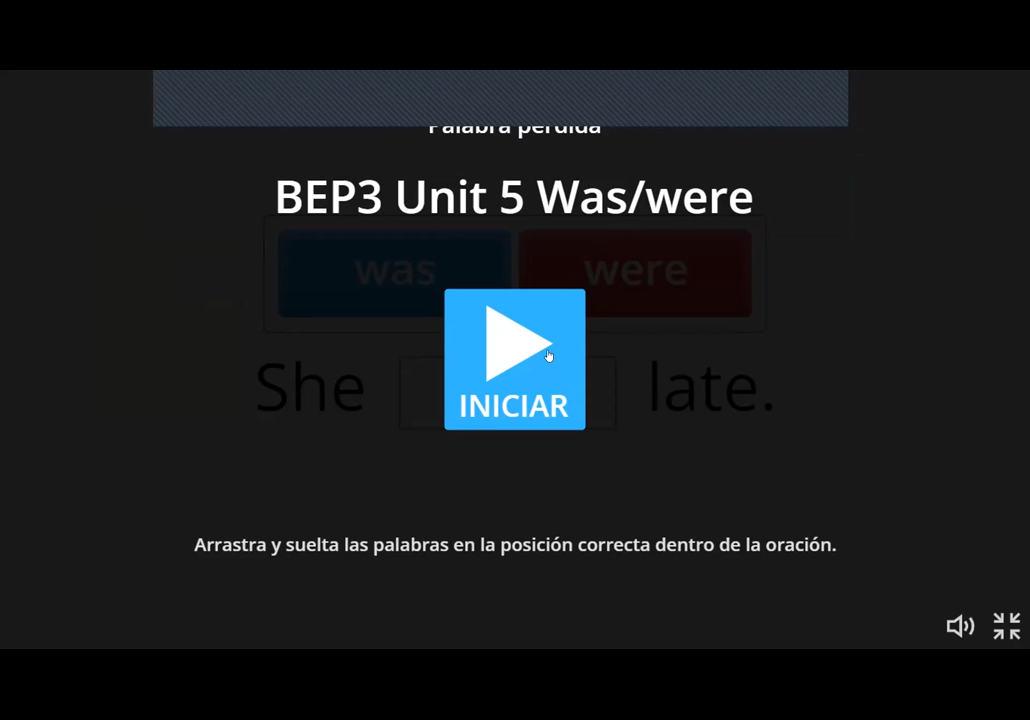 Palabra perdida
BEP3 Unit 5 Was/were
was were
She late.
INICIAR
Arrastra y suelta las palabras en la posición correcta dentro de la oración.